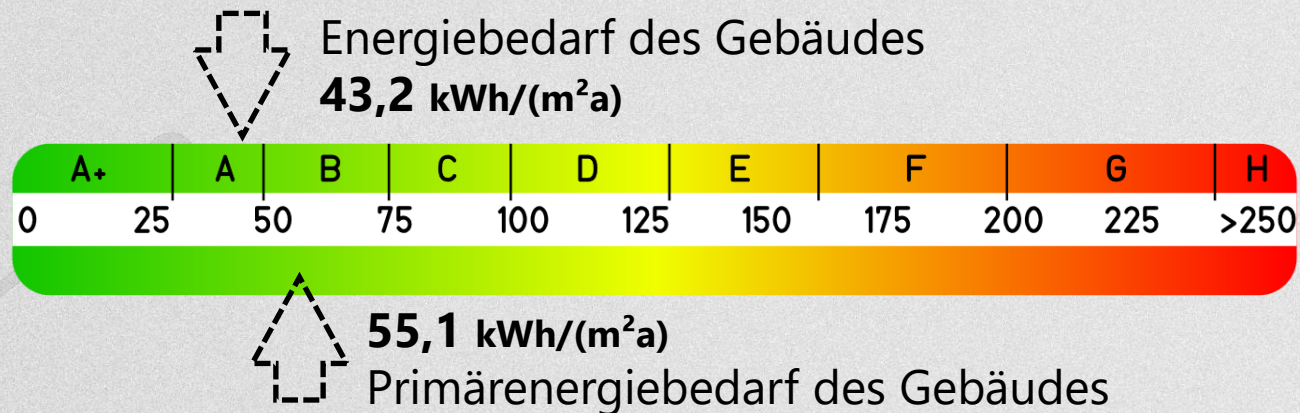 Energiebedarf des Gebäudes
43,2 kWh/(m²a)
A+ A B C D E F G H
0 25 50 75 100 125 150 175 200 225 >250
55,1 kWh/(m²a)
Primärenergiebedarf des Gebäudes